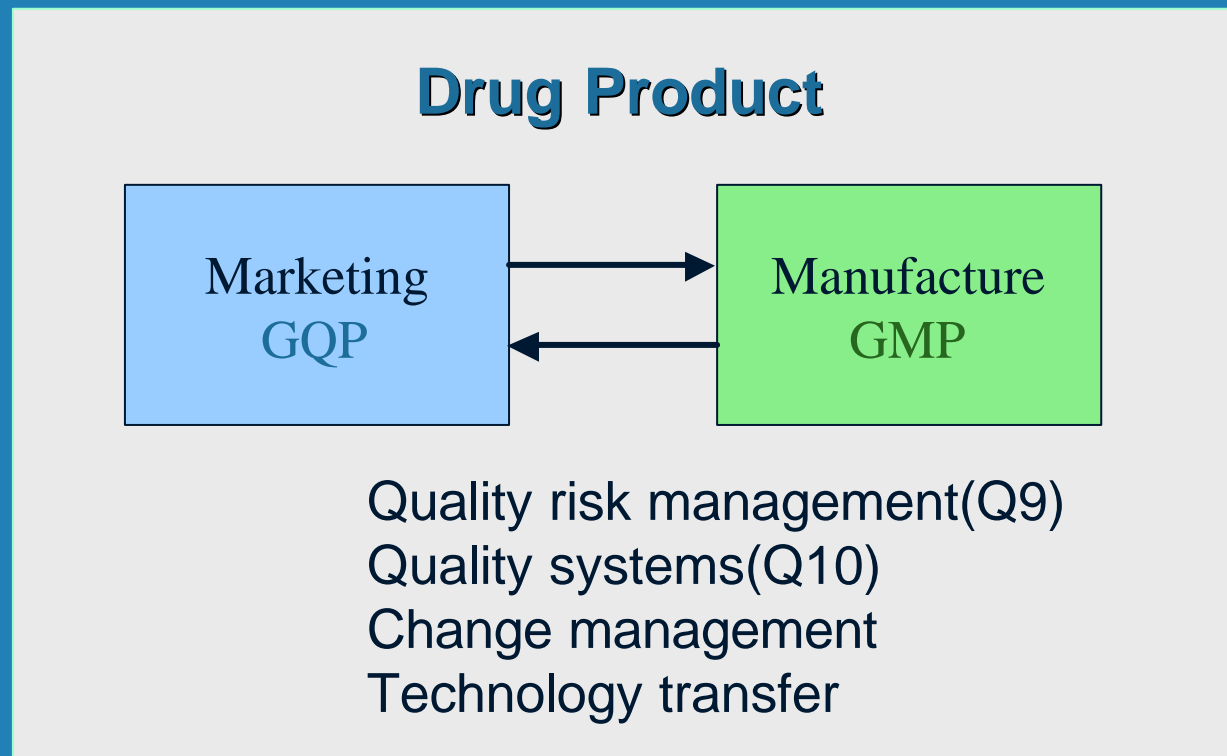 Drug Product
Marketing
GQP
Manufacture
GMP
Quality risk management(Q9)
Quality systems(Q10)
Change management
Technology transfer